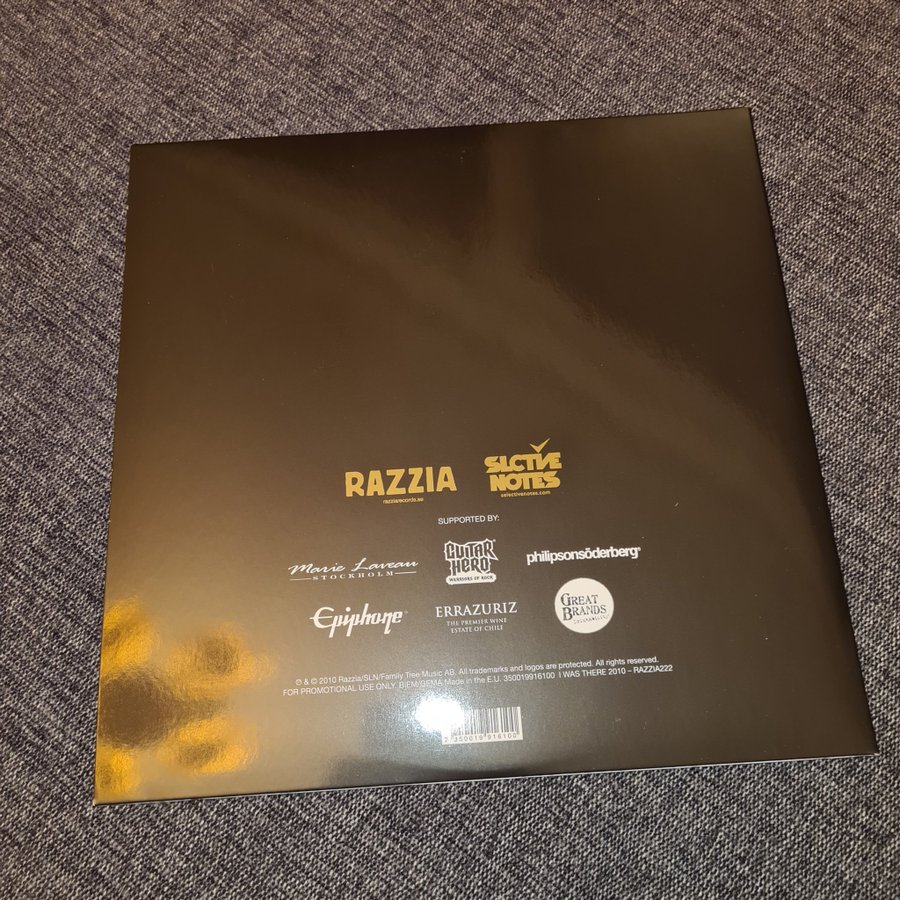 RAZZIA
razziarecords.se
SLCTVE
NOTES
selectivenotes.com
SUPPORTED BY:
Marie Laveau
STOCKHOLM
GUITAR
HERO
WARRIORS OF ROCK
philipsonsöderberg
Epiphone
ERRAZURIZ
THE PREMIER WINE
ESTATE OF CHILE
GREAT
BRANDS
℗ & © 2010 Razzia/SLN/Family Tree Music AB. All trademarks and logos are protected. All rights reserved.
FOR PROMOTIONAL USE ONLY. BIEM/GEMA Made in the E.U. 350019916100 I WAS THERE 2010 – RAZZIA222
350019 916100